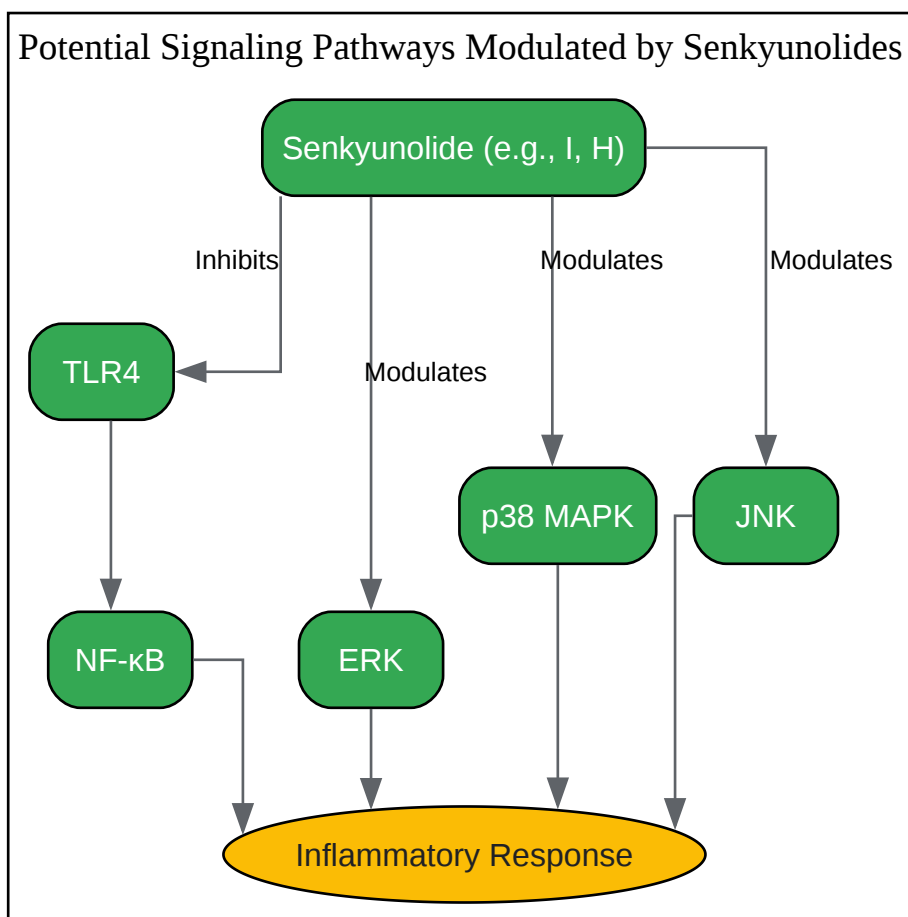 Potential Signaling Pathways Modulated by Senkyunolides
Senkyunolide (e.g., I, H)
Inhibits
Modulates
Modulates
TLR4
Modulates
p38 MAPK
JNK
NF-κB
ERK
Inflammatory Response